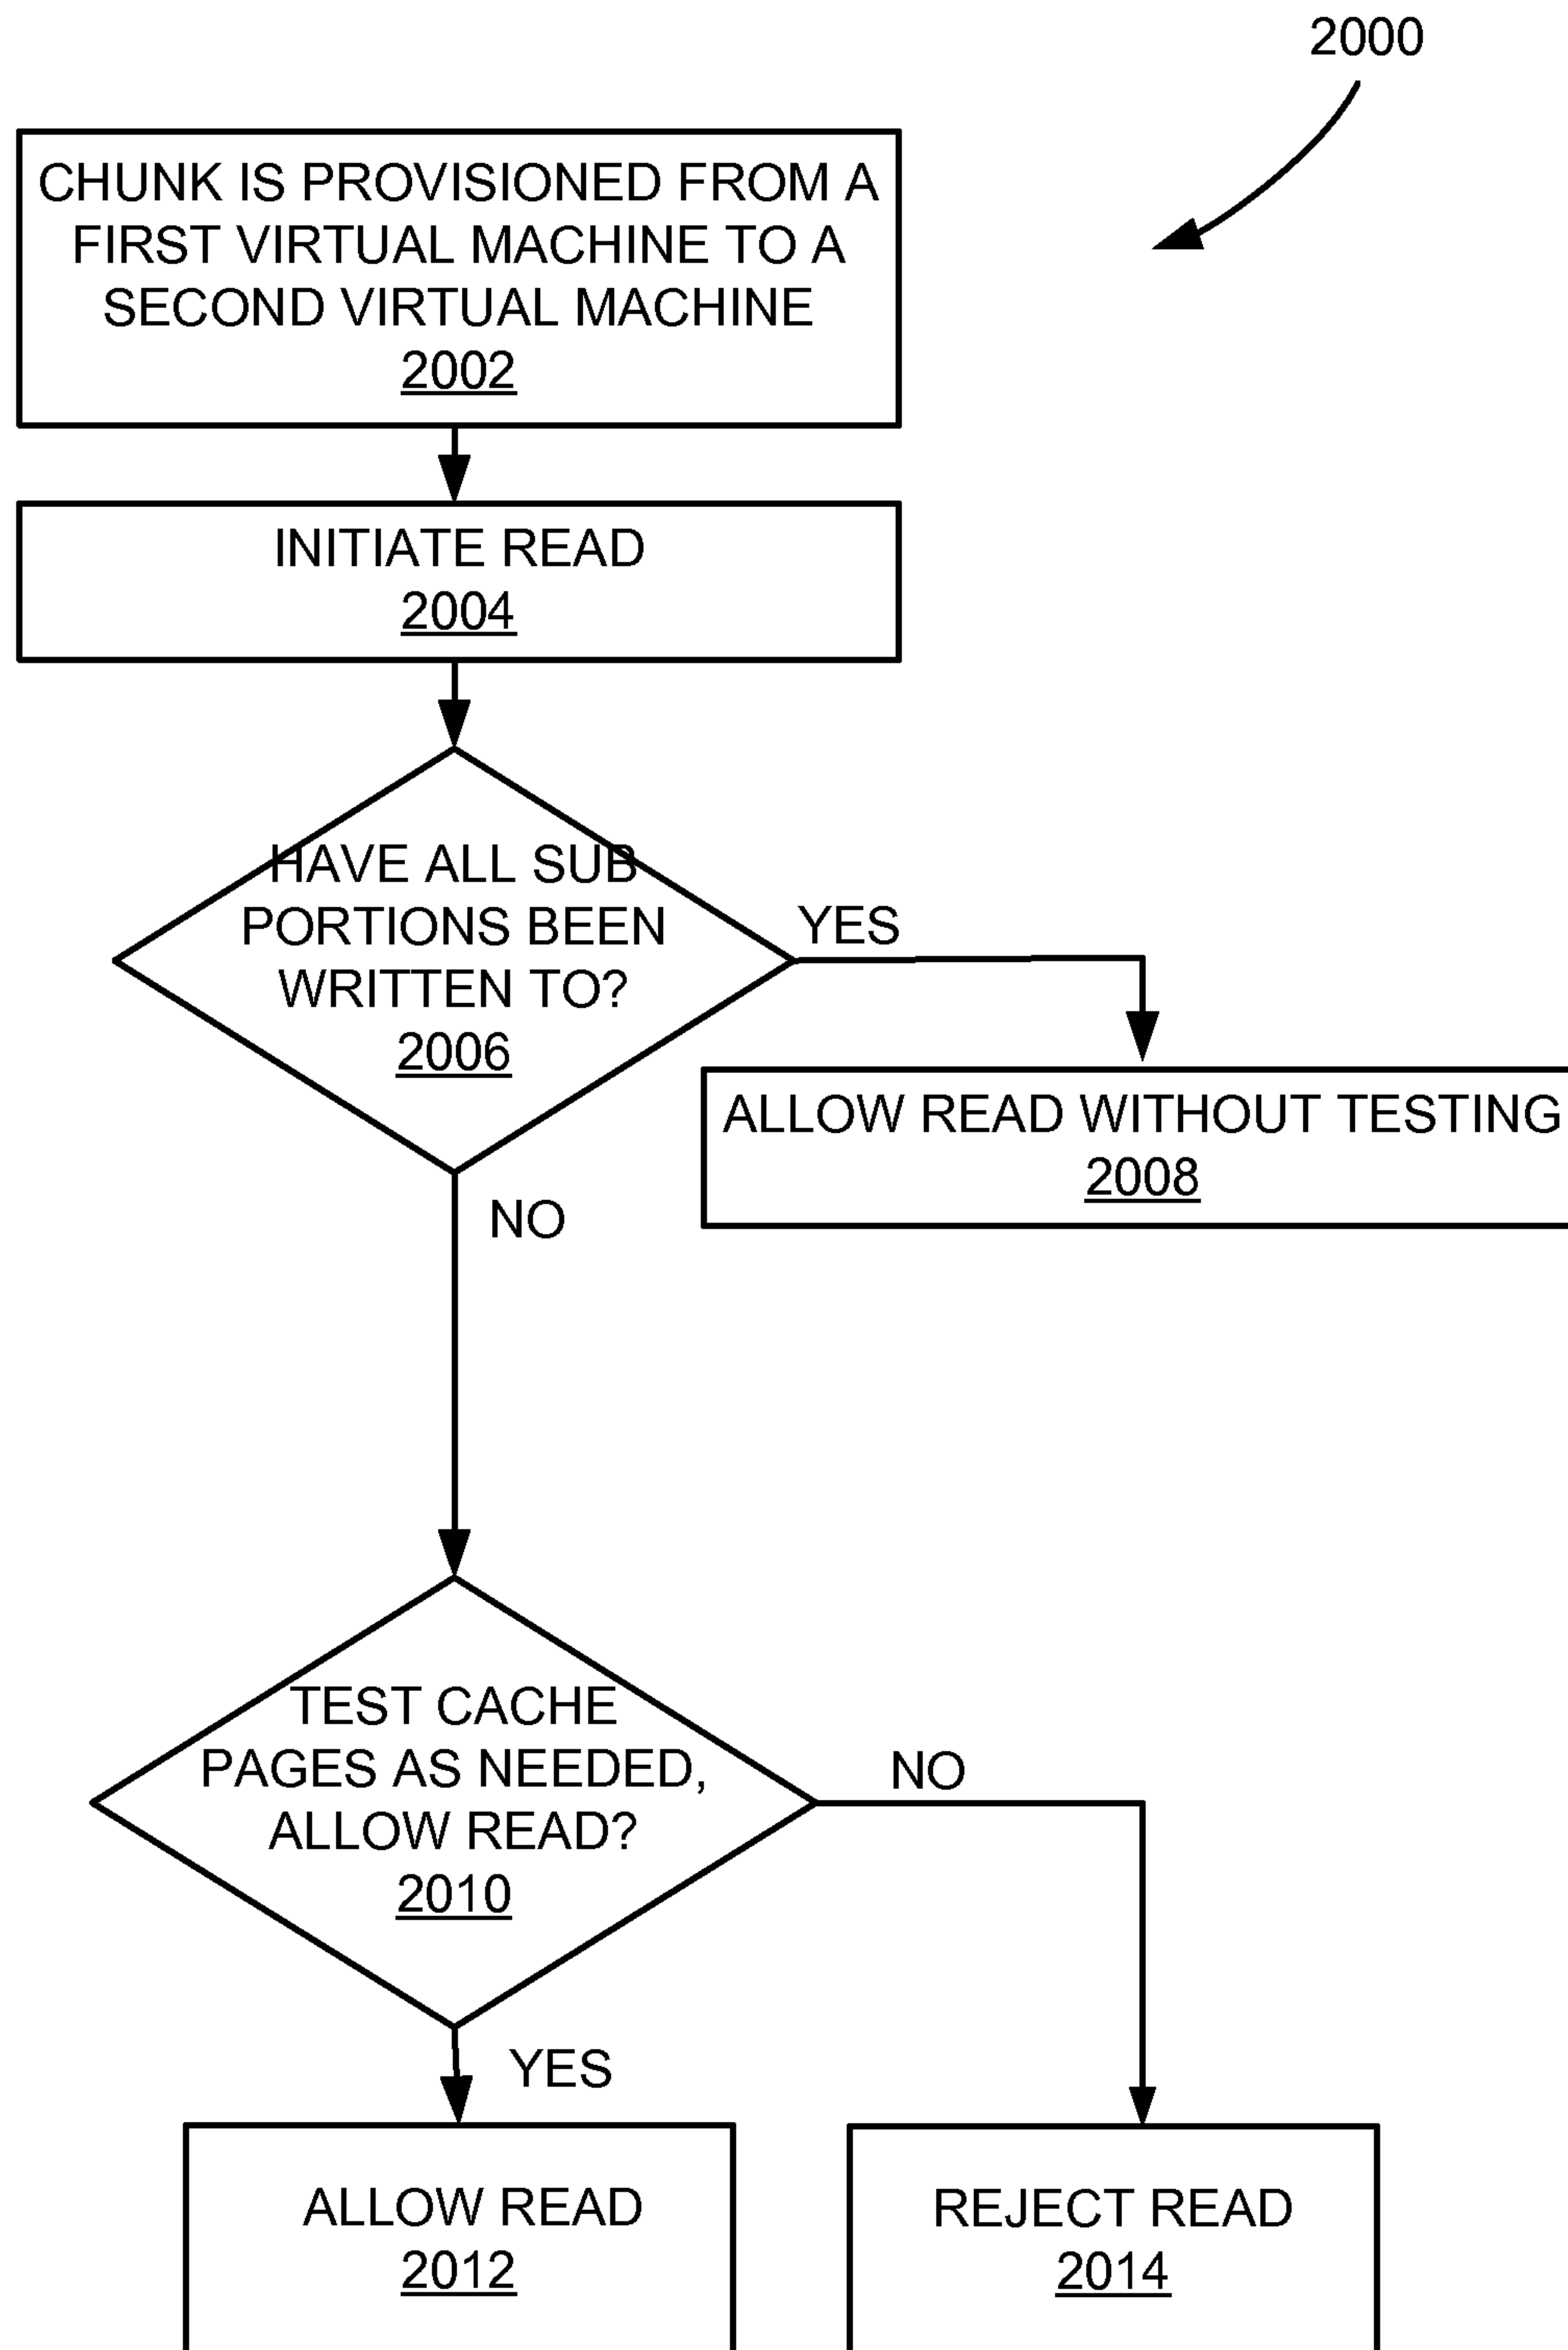 2000
CHUNK IS PROVISIONED FROM A
FIRST VIRTUAL MACHINE TO A
SECOND VIRTUAL MACHINE
2002
INITIATE READ
2004
HAVE ALL SUB
PORTIONS BEEN
WRITTEN TO?
2006
YES
ALLOW READ WITHOUT TESTING
2008
NO
TEST CACHE
PAGES AS NEEDED,
ALLOW READ?
2010
NO
YES
ALLOW READ
2012
REJECT READ
2014